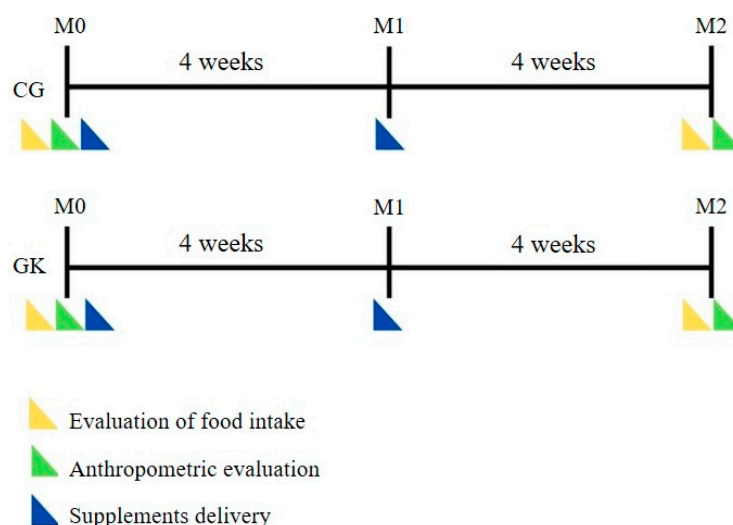 M0 M1 M2
4 weeks 4 weeks
CG
M0 M1 M2
4 weeks 4 weeks
GK
Evaluation of food intake
Anthropometric evaluation
Supplements delivery